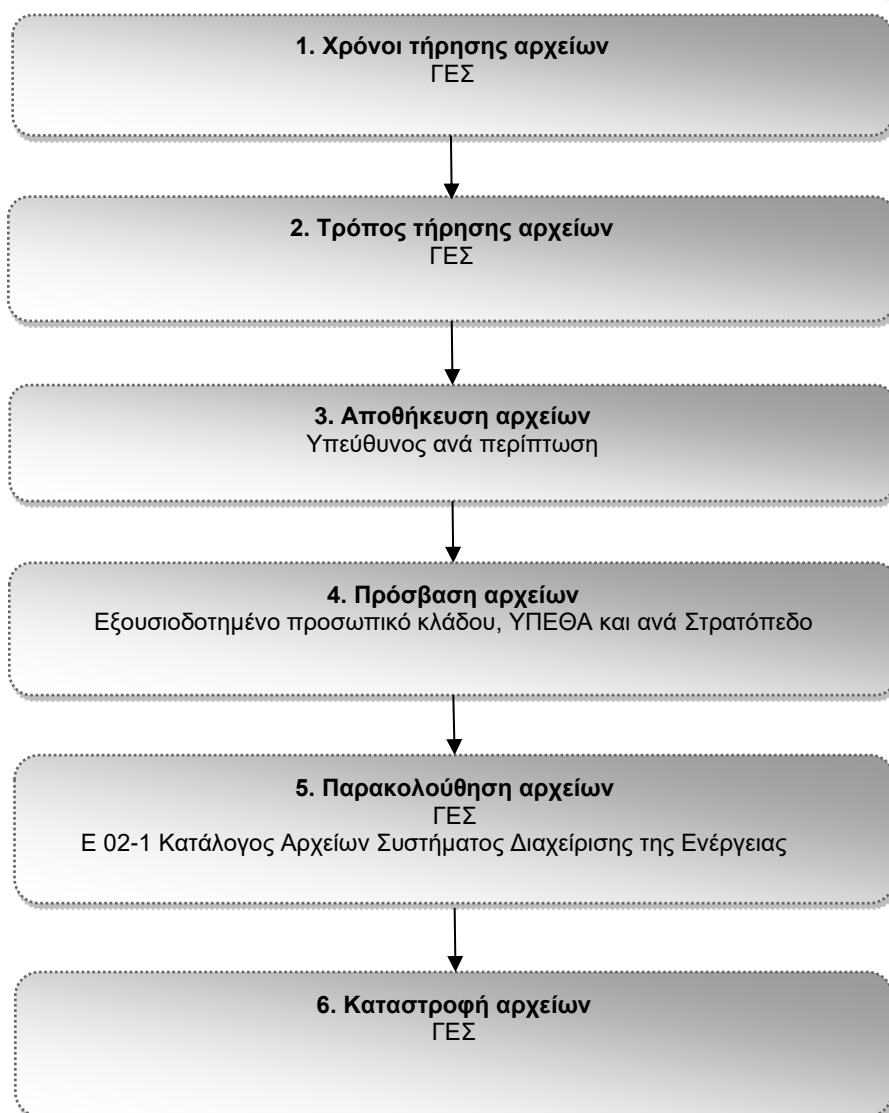 1. Χρόνοι τήρησης αρχείων
ΓΕΣ
2. Τρόπος τήρησης αρχείων
ΓΕΣ
3. Αποθήκευση αρχείων
Υπεύθυνος ανά περίπτωση
4. Πρόσβαση αρχείων
Εξουσιοδοτημένο προσωπικό κλάδου, ΥΠΕΘΑ και ανά Στρατόπεδο
5. Παρακολούθηση αρχείων
ΓΕΣ
Ε 02-1 Κατάλογος Αρχείων Συστήματος Διαχείρισης της Ενέργειας
6. Καταστροφή αρχείων
ΓΕΣ